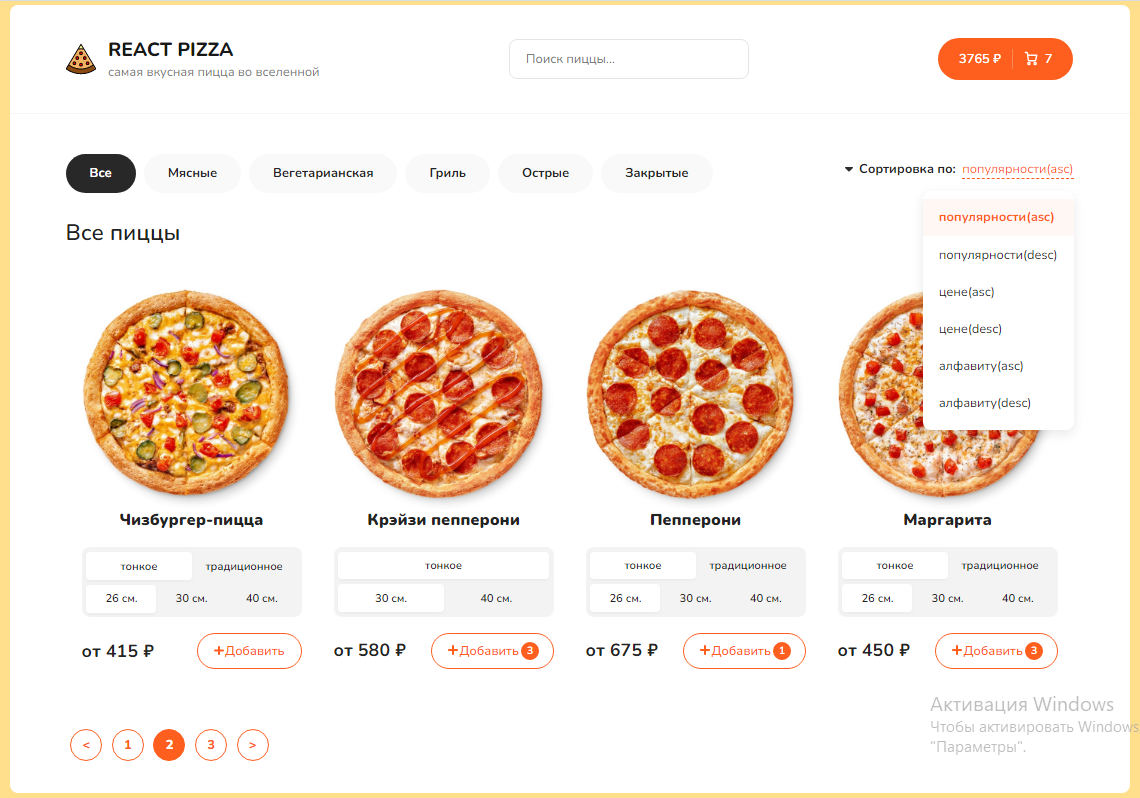 REACT PIZZA
самая вкусная пицца во вселенной
Поиск пиццы...
3765 ₽ 7
Все Мясные Вегетарианская Гриль Острые Закрытые
Сортировка по: популярности(asc)
популярности(asc)
популярности(desc)
цене(asc)
цене(desc)
алфавиту(asc)
алфавиту(desc)
Все пиццы
Чизбургер-пицца
тонкое традиционное
26 см. 30 см. 40 см.
от 415 ₽ +Добавить
Крэйзи пепперони
тонкое
30 см. 40 см.
от 580 ₽ +Добавить 3
Пепперони
тонкое традиционное
26 см. 30 см. 40 см.
от 675 ₽ +Добавить 1
Маргарита
тонкое традиционное
26 см. 30 см. 40 см.
от 450 ₽ +Добавить 3
< 1 2 3 >
Активация Windows
Чтобы активировать Windows
"Параметры".